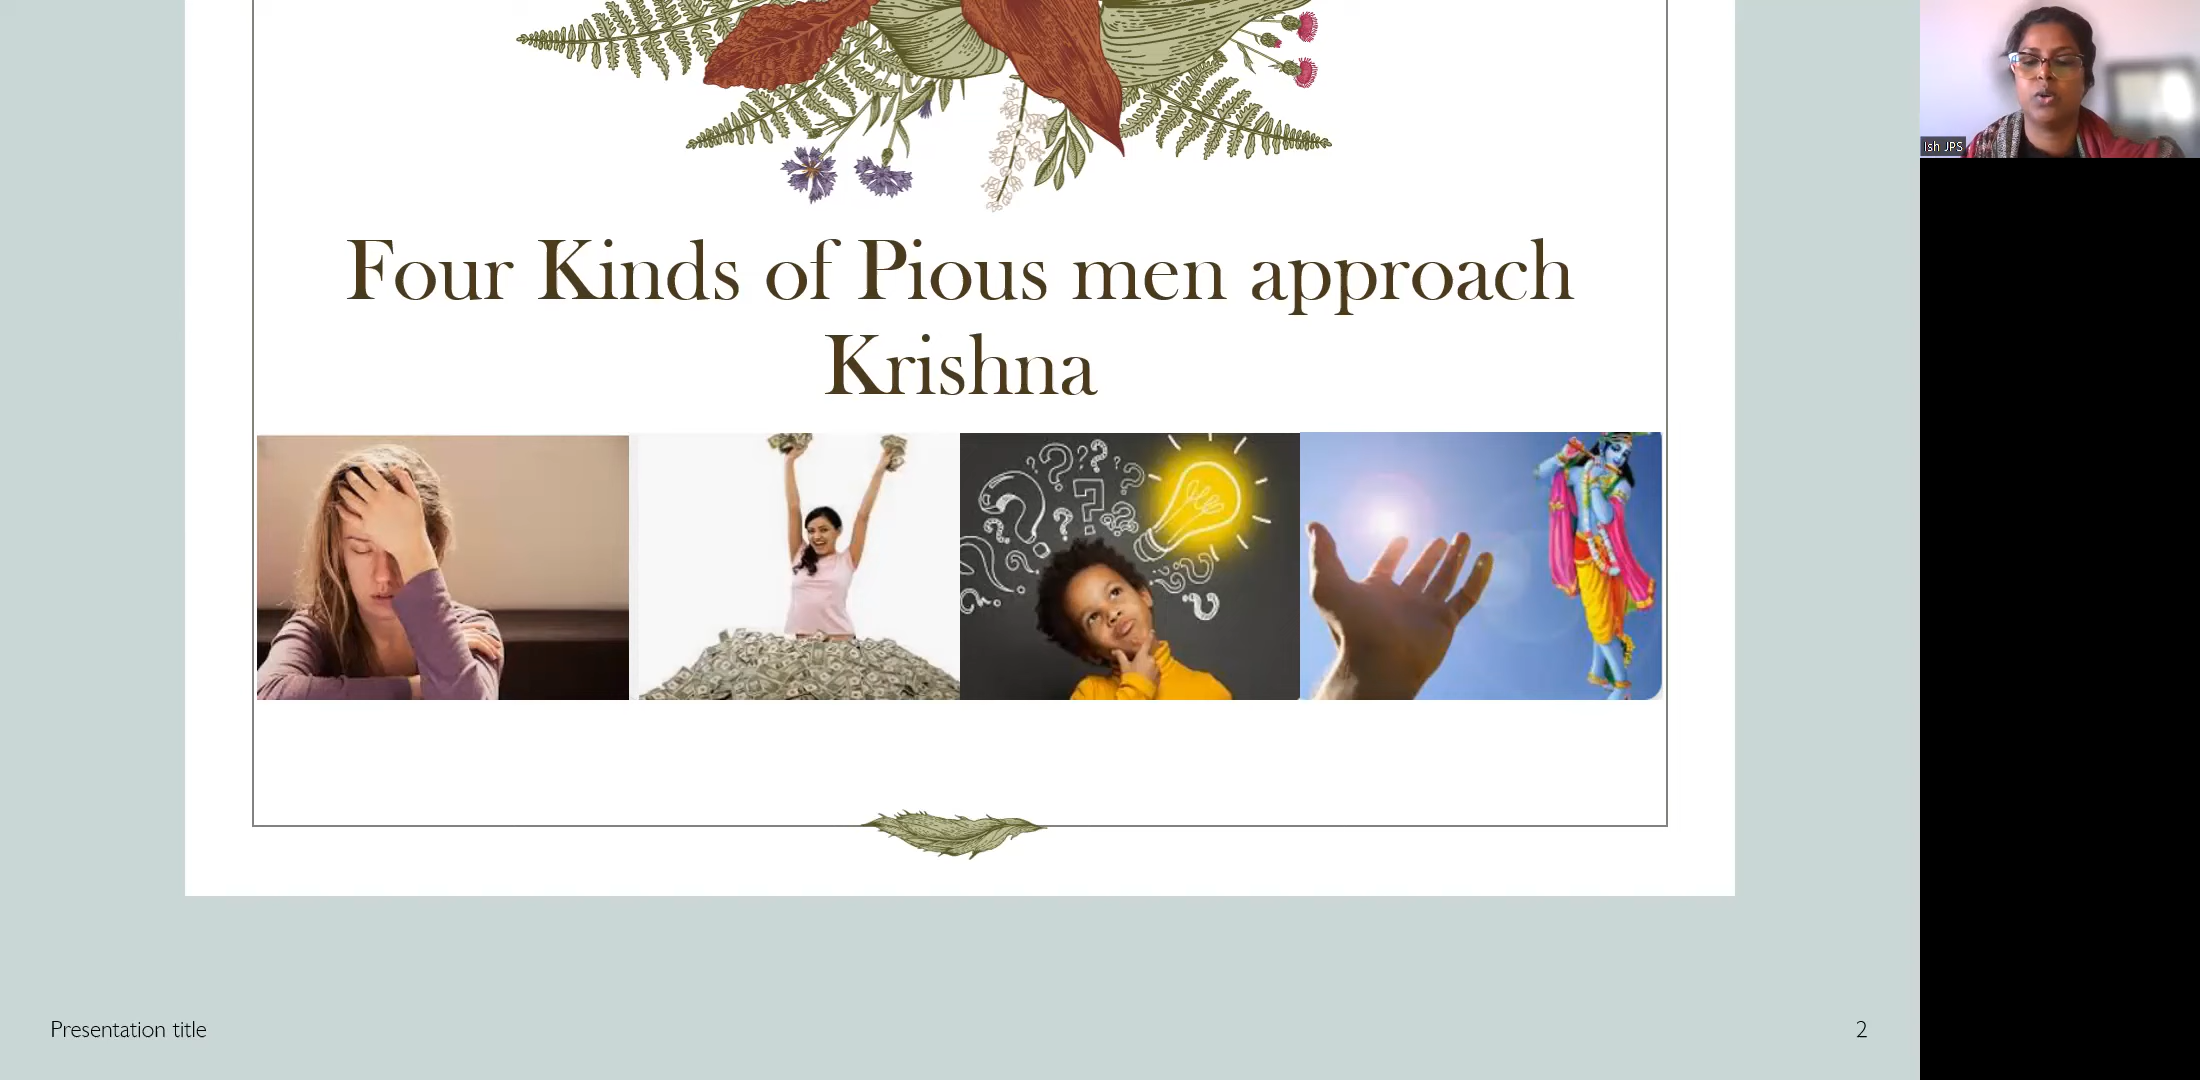 Four Kinds of Pious men approach
Krishna
Ish JPS
Presentation title
2